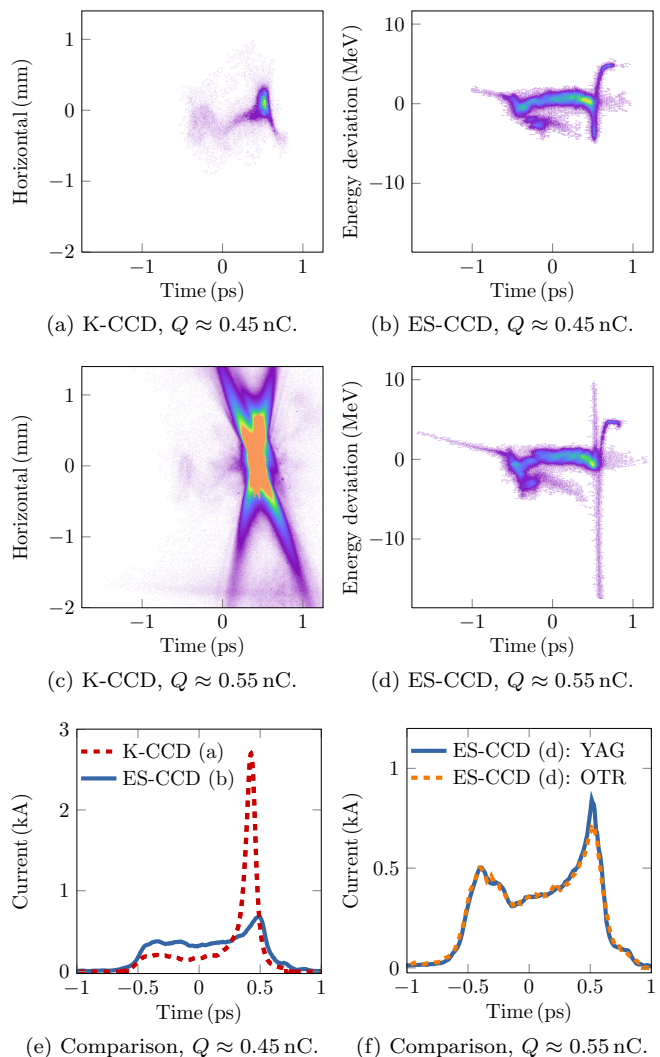 1
0
−1
−2
Horizontal (mm)
−1 0 1
Time (ps)
(a) K-CCD, Q ≈ 0.45 nC.
10
0
−10
Energy deviation (MeV)
−1 0 1
Time (ps)
(b) ES-CCD, Q ≈ 0.45 nC.
1
0
−1
−2
Horizontal (mm)
−1 0 1
Time (ps)
(c) K-CCD, Q ≈ 0.55 nC.
10
0
−10
Energy deviation (MeV)
−1 0 1
Time (ps)
(d) ES-CCD, Q ≈ 0.55 nC.
3
2
1
0
Current (kA)
K-CCD (a)
ES-CCD (b)
−1 −0.5 0 0.5 1
Time (ps)
(e) Comparison, Q ≈ 0.45 nC.
1
0.5
0
Current (kA)
ES-CCD (d): YAG
ES-CCD (d): OTR
−1 −0.5 0 0.5 1
Time (ps)
(f) Comparison, Q ≈ 0.55 nC.